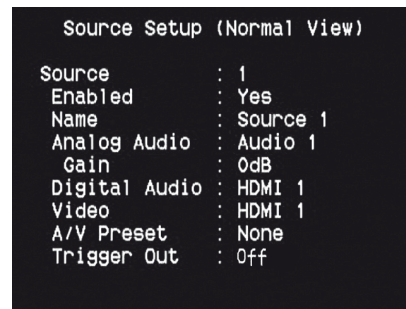 Source Setup (Normal View)
Source : 1
Enabled : Yes
Name : Source 1
Analog Audio : Audio 1
Gain : 0dB
Digital Audio : HDMI 1
Video : HDMI 1
A/V Preset : None
Trigger Out : Off